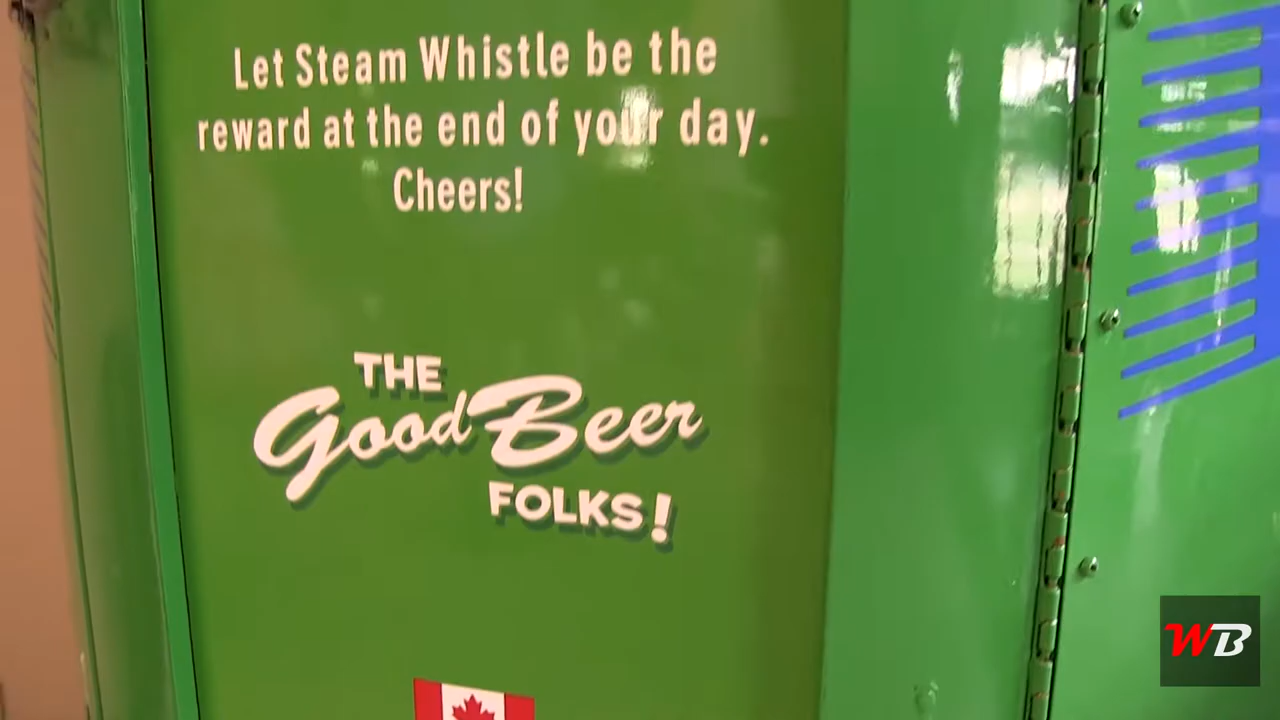 Let Steam Whistle be the
reward at the end of your day.
Cheers!
THE
Good Beer
FOLKS!
WB